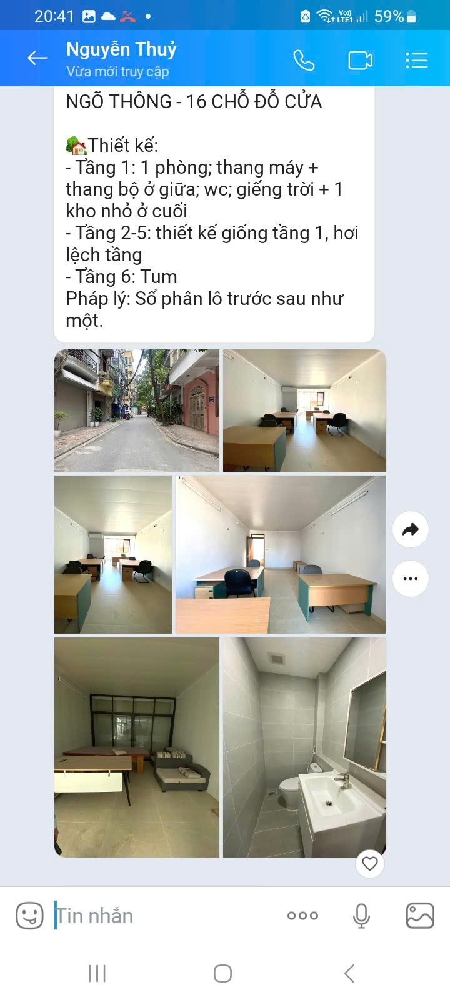 20:41
Vo))
LTE1
59%
Nguyễn Thuỷ
Vừa mới truy cập
NGÕ THÔNG - 16 CHỖ ĐỖ CỬA
Thiết kế:
- Tầng 1: 1 phòng; thang máy +
thang bộ ở giữa; wc; giếng trời + 1
kho nhỏ ở cuối
- Tầng 2-5: thiết kế giống tầng 1, hơi
lệch tầng
- Tầng 6: Tum
Pháp lý: Sổ phân lô trước sau như
một.
Tin nhắn